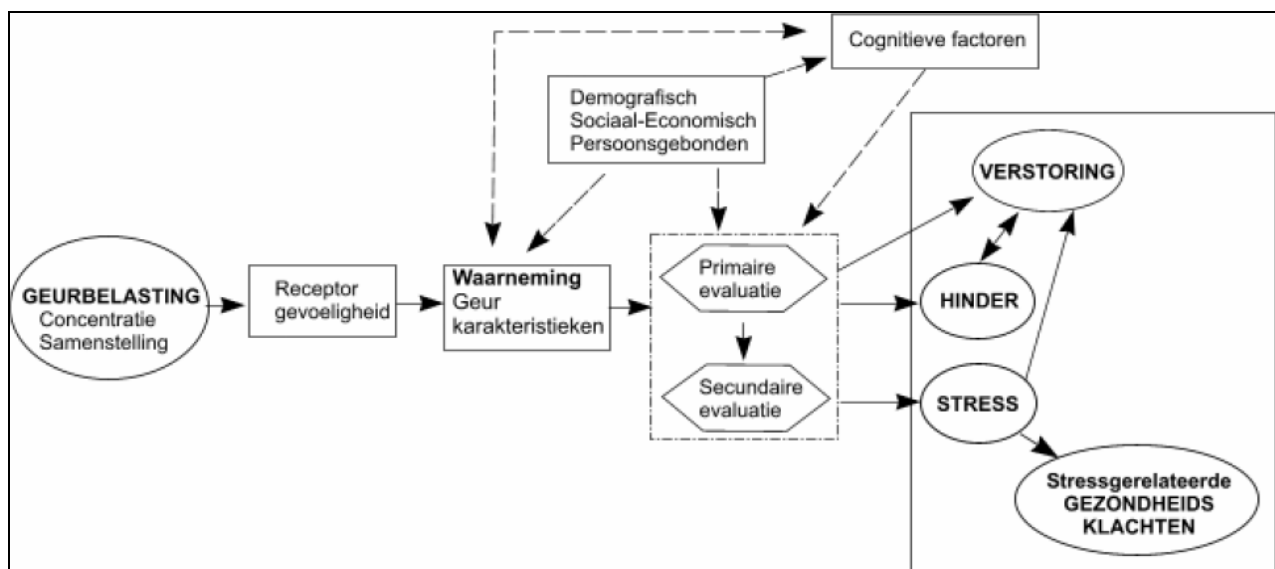 Cognitieve factoren
Demografisch
Sociaal-Economisch
Persoonsgebonden
VERSTORING
GEURBELASTING
Concentratie
Samenstelling
Receptor
gevoeligheid
Waarneming
Geur
karakteristieken
Primaire
evaluatie
HINDER
Secundaire
evaluatie
STRESS
Stressgerelateerde
GEZONDHEIDS
KLACHTEN